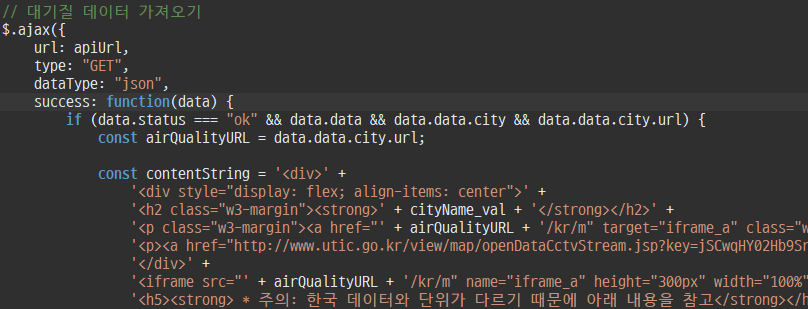 // 대기질 데이터 가져오기
$.ajax({
url: apiUrl,
type: "GET",
dataType: "json",
success: function(data) {
if (data.status === "ok" && data.data && data.data.city && data.data.city.url) {
const airQualityURL = data.data.city.url;
const contentString = '<div>' +
'<div style="display: flex; align-items: center">' +
'<h2 class="w3-margin"><strong>' + cityName_val + '</strong></h2>' +
'<p class="w3-margin"><a href="' + airQualityURL + '/kr/m" target="iframe_a" class="w
'<p><a href="http://www.utic.go.kr/view/map/openDataCctvStream.jsp?key=jSCwqHY02Hb9Sr
'</div>' +
'<iframe src="' + airQualityURL + '/kr/m" name="iframe_a" height="300px" width="100%"
'<h5><strong> * 주의: 한국 데이터와 단위가 다르기 때문에 아래 내용을 참고</strong></h